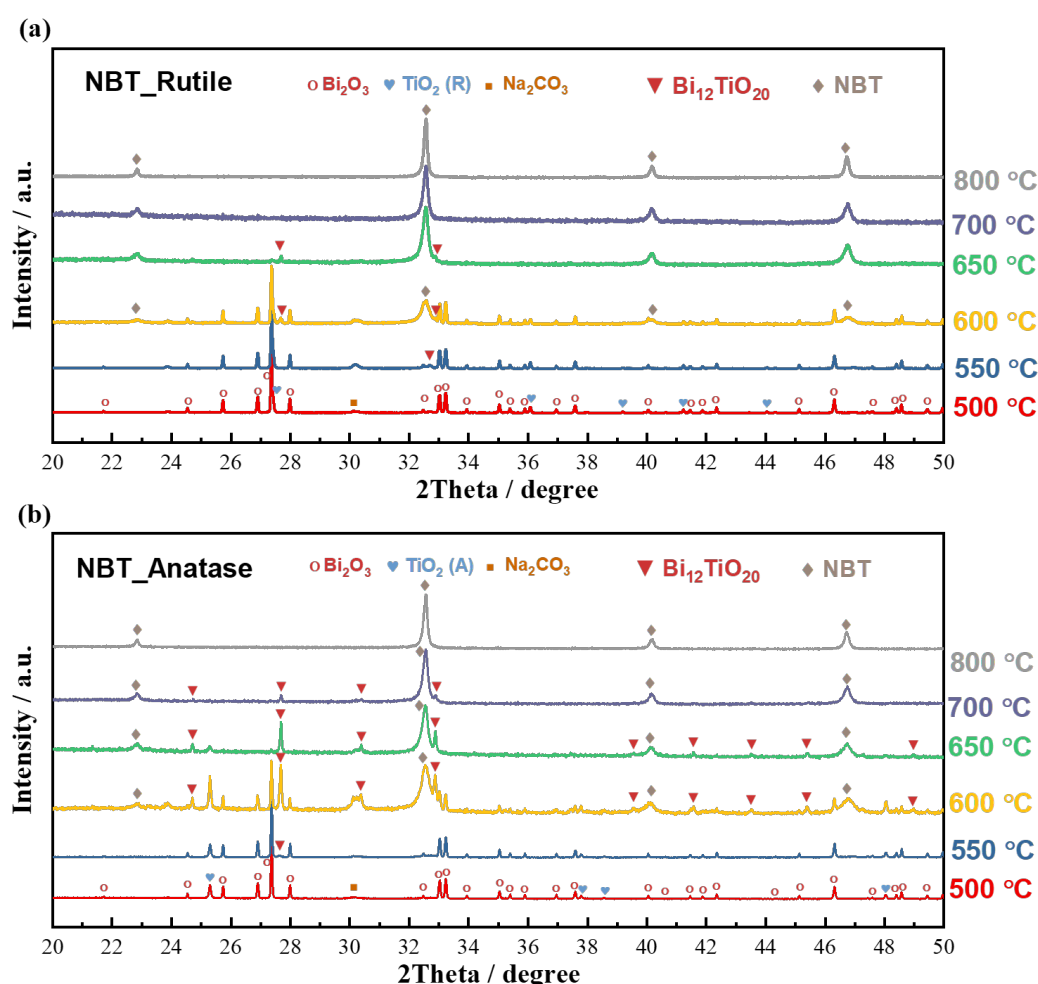 (a)
NBT_Rutile
Bi₂O₃ TiO₂ (R) Na₂CO₃ Bi₁₂TiO₂₀ NBT
800 °C
700 °C
650 °C
600 °C
550 °C
500 °C
Intensity / a.u.
20 22 24 26 28 30 32 34 36 38 40 42 44 46 48 50
2Theta / degree
(b)
NBT_Anatase
Bi₂O₃ TiO₂ (A) Na₂CO₃ Bi₁₂TiO₂₀ NBT
800 °C
700 °C
650 °C
600 °C
550 °C
500 °C
Intensity / a.u.
20 22 24 26 28 30 32 34 36 38 40 42 44 46 48 50
2Theta / degree